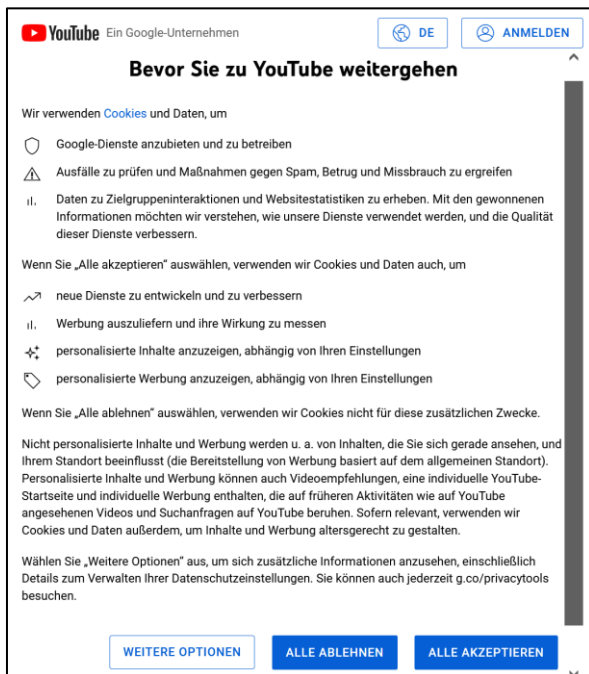 YouTube Ein Google-Unternehmen DE ANMELDEN
Bevor Sie zu YouTube weitergehen
Wir verwenden Cookies und Daten, um
Google-Dienste anzubieten und zu betreiben
Ausfälle zu prüfen und Maßnahmen gegen Spam, Betrug und Missbrauch zu ergreifen
Daten zu Zielgruppeninteraktionen und Websitestatistiken zu erheben. Mit den gewonnenen
Informationen möchten wir verstehen, wie unsere Dienste verwendet werden, und die Qualität
dieser Dienste verbessern.
Wenn Sie „Alle akzeptieren“ auswählen, verwenden wir Cookies und Daten auch, um
neue Dienste zu entwickeln und zu verbessern
Werbung auszuliefern und ihre Wirkung zu messen
personalisierte Inhalte anzuzeigen, abhängig von Ihren Einstellungen
personalisierte Werbung anzuzeigen, abhängig von Ihren Einstellungen
Wenn Sie „Alle ablehnen“ auswählen, verwenden wir Cookies nicht für diese zusätzlichen Zwecke.
Nicht personalisierte Inhalte und Werbung werden u. a. von Inhalten, die Sie sich gerade ansehen, und
Ihrem Standort beeinflusst (die Bereitstellung von Werbung basiert auf dem allgemeinen Standort).
Personalisierte Inhalte und Werbung können auch Videoempfehlungen, eine individuelle YouTube-
Startseite und individuelle Werbung enthalten, die auf früheren Aktivitäten wie auf YouTube
angesehenen Videos und Suchanfragen auf YouTube beruhen. Sofern relevant, verwenden wir
Cookies und Daten außerdem, um Inhalte und Werbung altersgerecht zu gestalten.
Wählen Sie „Weitere Optionen“ aus, um sich zusätzliche Informationen anzusehen, einschließlich
Details zum Verwalten Ihrer Datenschutzeinstellungen. Sie können auch jederzeit g.co/privacytools
besuchen.
WEITERE OPTIONEN ALLE ABLEHNEN ALLE AKZEPTIEREN